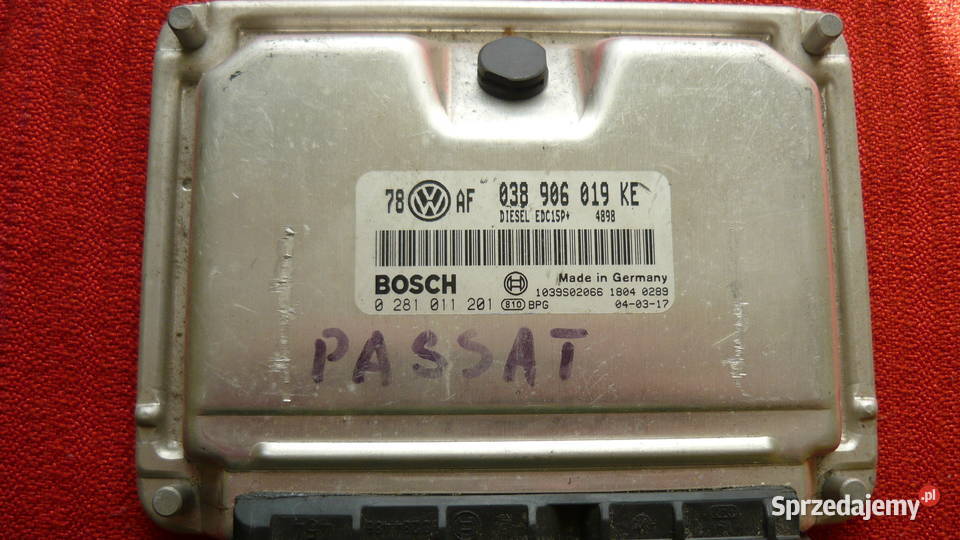 78 AF 038 906 019 KE
DIESEL EDC15P+ 4898
BOSCH Made in Germany
1039S02066 1804 0289
0 281 011 201 810 BPG 04-03-17
PASSAT
Sprzedajemy.pl